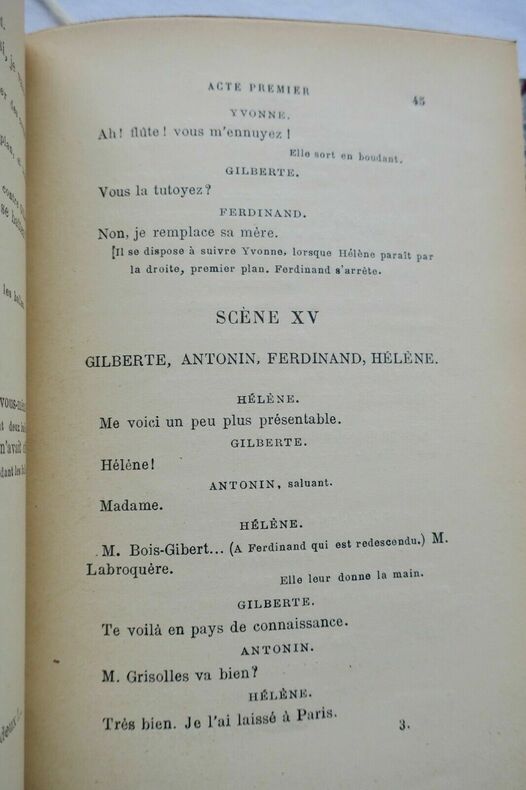 ACTE PREMIER 45
YVONNE.
Ah! flûte! vous m'ennuyez!
Elle sort en boudant.
GILBERTE.
Vous la tutoyez?
FERDINAND.
Non, je remplace sa mère.
[Il se dispose à suivre Yvonne, lorsque Hélène paraît par
la droite, premier plan. Ferdinand s'arrête.
SCÈNE XV
GILBERTE, ANTONIN, FERDINAND, HÉLÈNE.
HÉLÈNE.
Me voici un peu plus présentable.
GILBERTE.
Hélène!
ANTONIN, saluant.
Madame.
HÉLÈNE.
M. Bois-Gibert... (A Ferdinand qui est redescendu.) M.
Labroquère.
Elle leur donne la main.
GILBERTE.
Te voilà en pays de connaissance.
ANTONIN.
M. Grisolles va bien?
HÉLÈNE.
Très bien. Je l'ai laissé à Paris.
3.